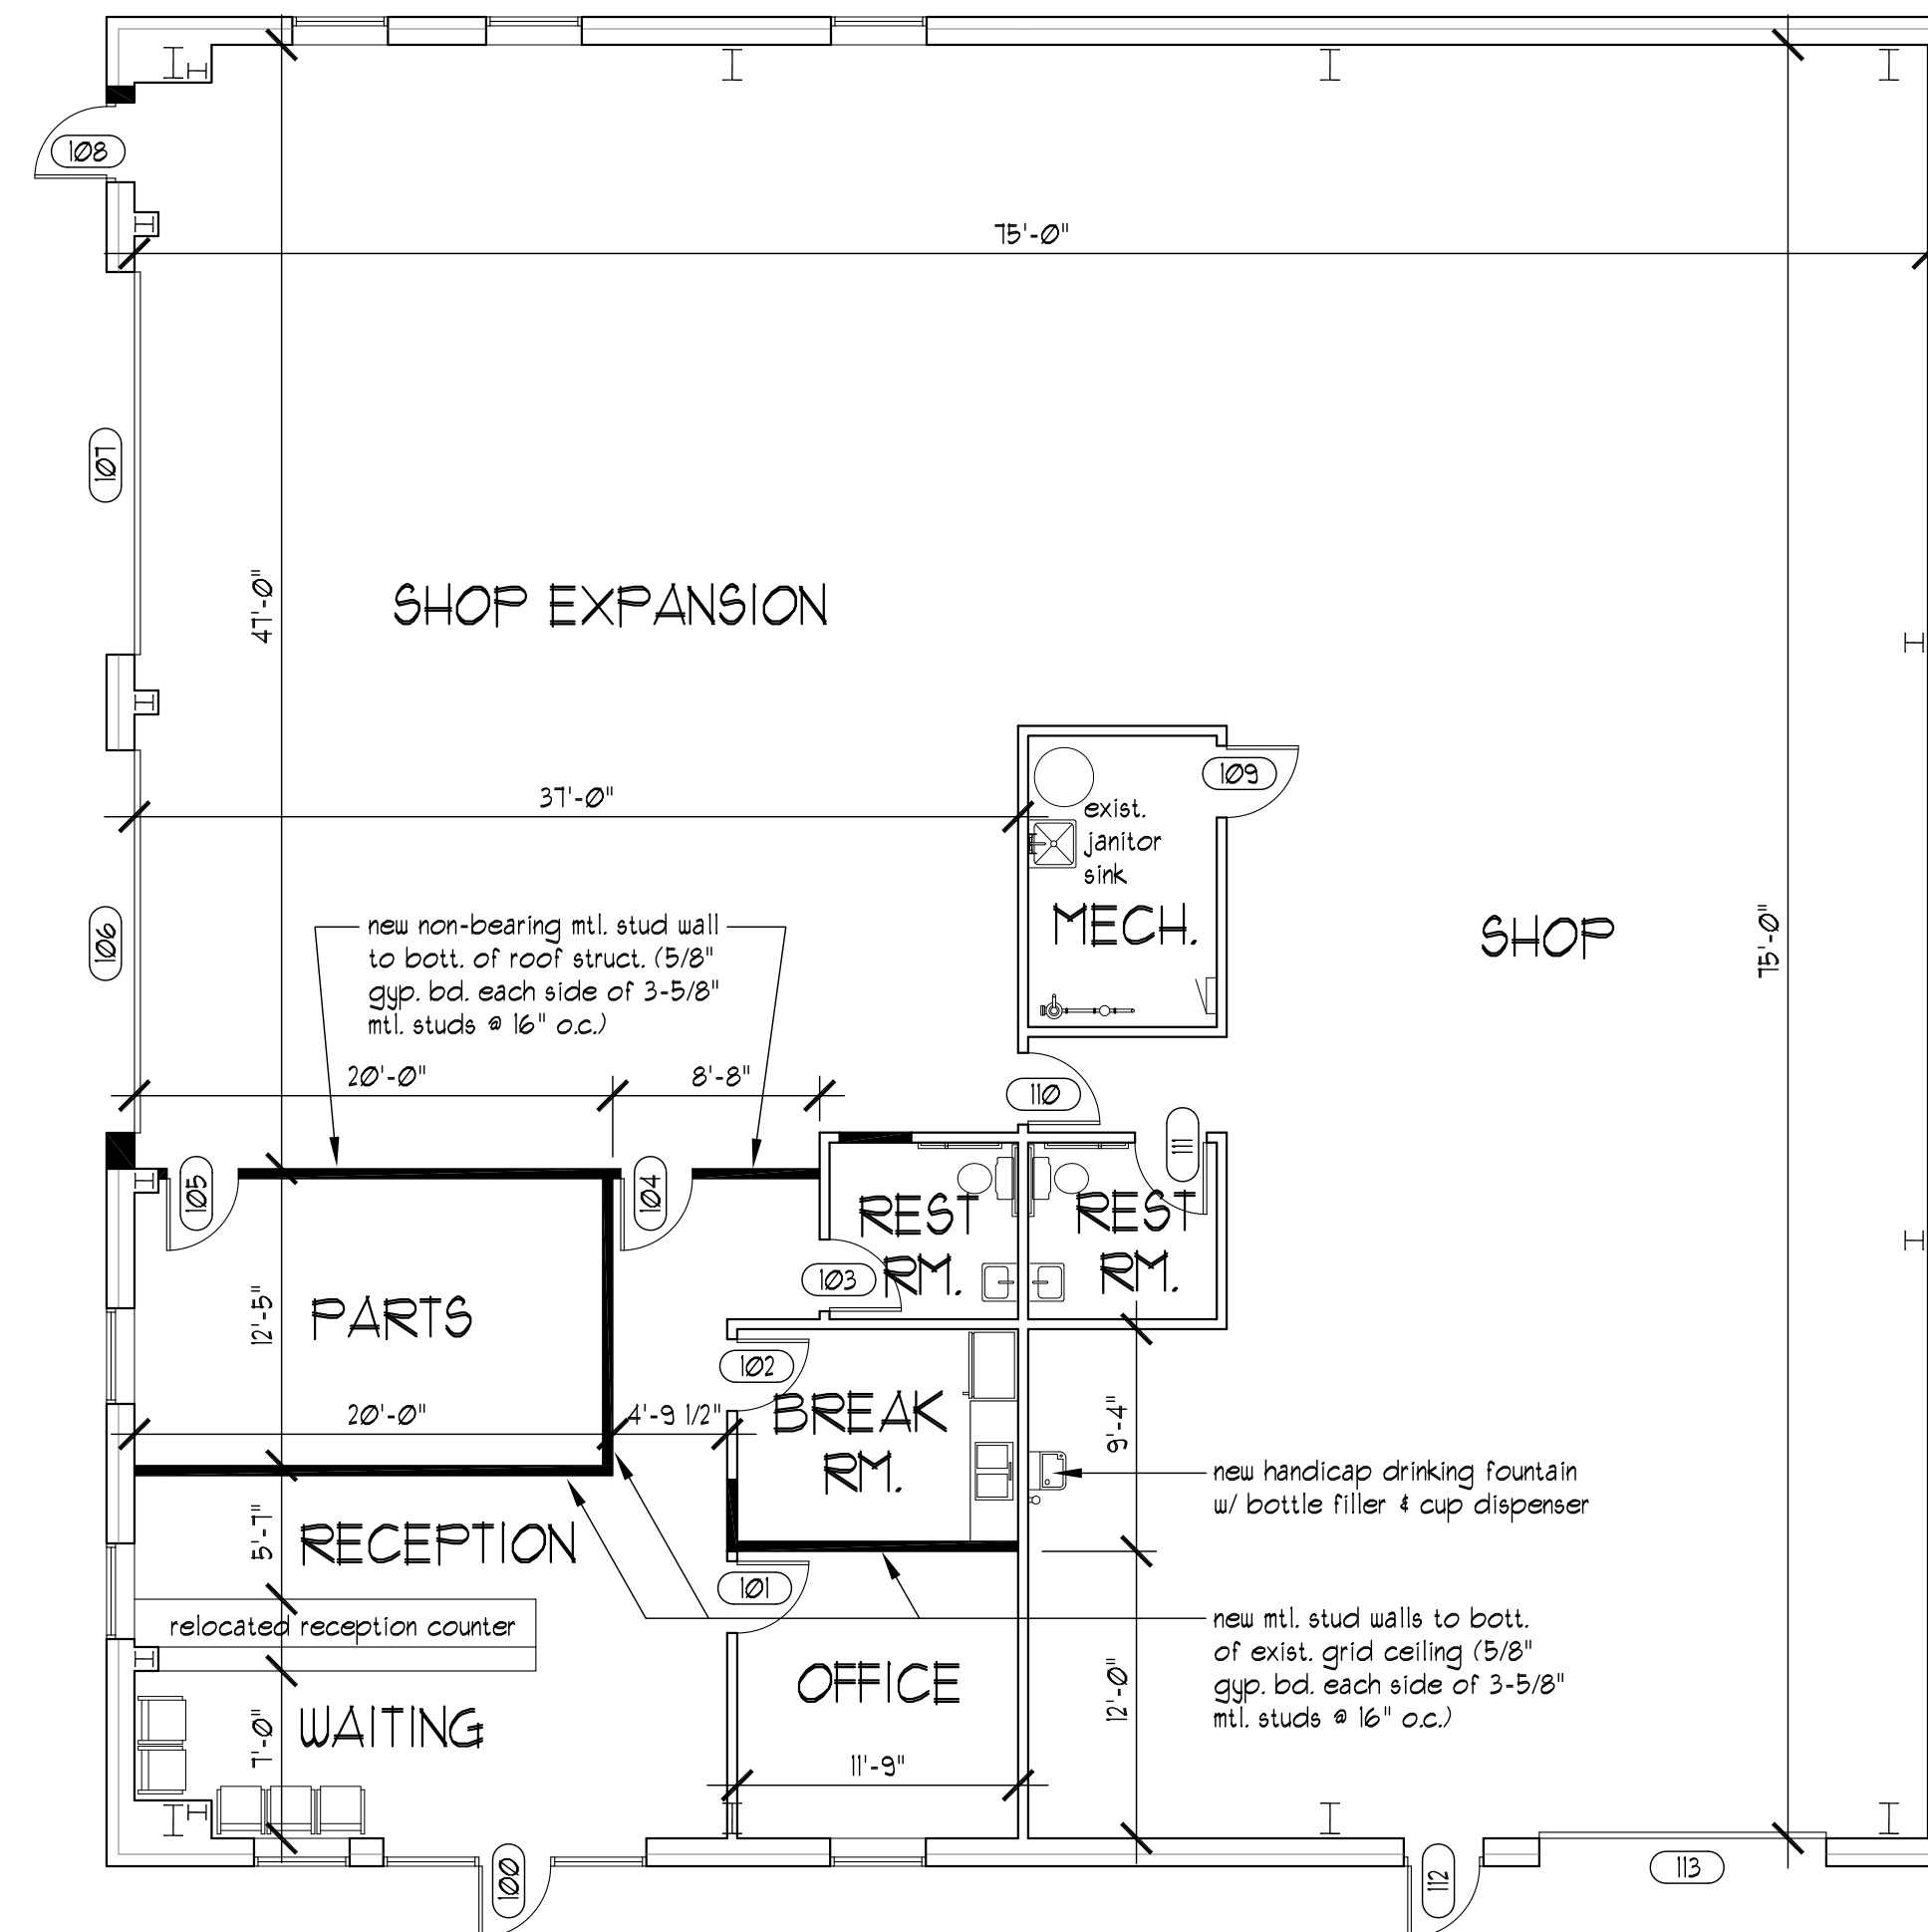 108
75'-0"
107
47'-0"
SHOP EXPANSION
109
37'-0"
exist.
janitor
sink
MECH.
SHOP
75'-0"
106
new non-bearing mtl. stud wall
to bott. of roof struct. (5/8"
gyp. bd. each side of 3-5/8"
mtl. studs @ 16" o.c.)
20'-0"
8'-8"
110
111
105
104
REST
RM.
REST
RM.
103
PARTS
12'-5"
102
20'-0"
4'-9 1/2"
BREAK
RM.
9'-4"
new handicap drinking fountain
w/ bottle filler & cup dispenser
RECEPTION
5'-7"
101
relocated reception counter
new mtl. stud walls to bott.
of exist. grid ceiling (5/8"
gyp. bd. each side of 3-5/8"
mtl. studs @ 16" o.c.)
OFFICE
12'-0"
WAITING
7'-0"
11'-9"
100
112
113